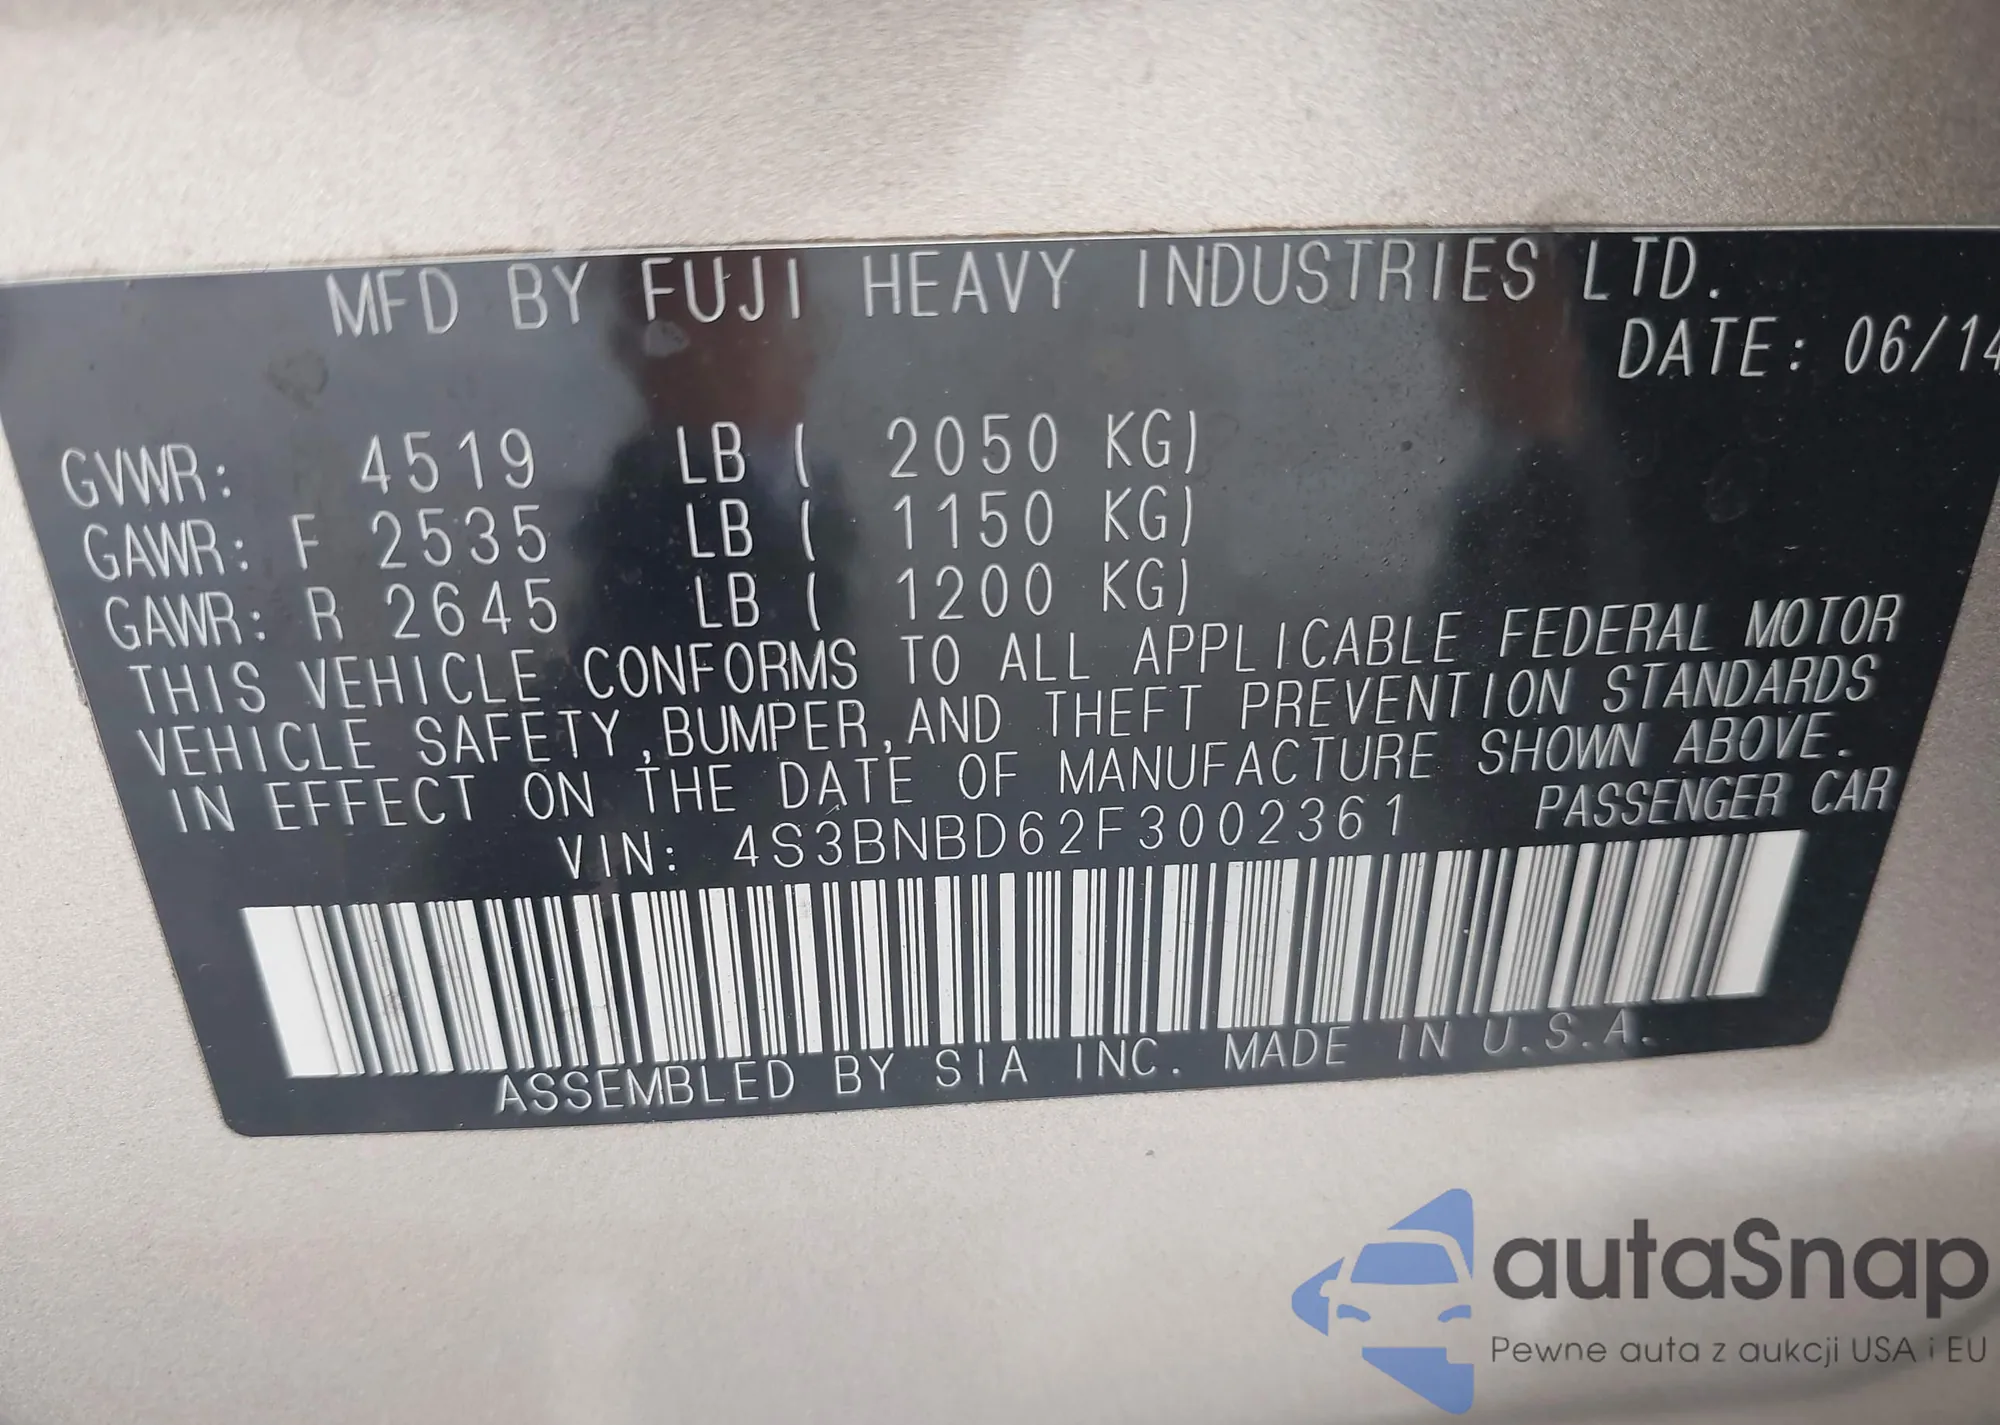 MFD BY FUJI HEAVY INDUSTRIES LTD.
DATE: 06/14
GVWR: 4519 LB ( 2050 KG)
GAWR: F 2535 LB ( 1150 KG)
GAWR: R 2645 LB ( 1200 KG)
THIS VEHICLE CONFORMS TO ALL APPLICABLE FEDERAL MOTOR
VEHICLE SAFETY,BUMPER,AND THEFT PREVENTION STANDARDS
IN EFFECT ON THE DATE OF MANUFACTURE SHOWN ABOVE.
VIN: 4S3BNBD62F3002361 PASSENGER CAR
ASSEMBLED BY SIA INC. MADE IN U.S.A.
autaSnap
Pewne auta z aukcji USA i EU